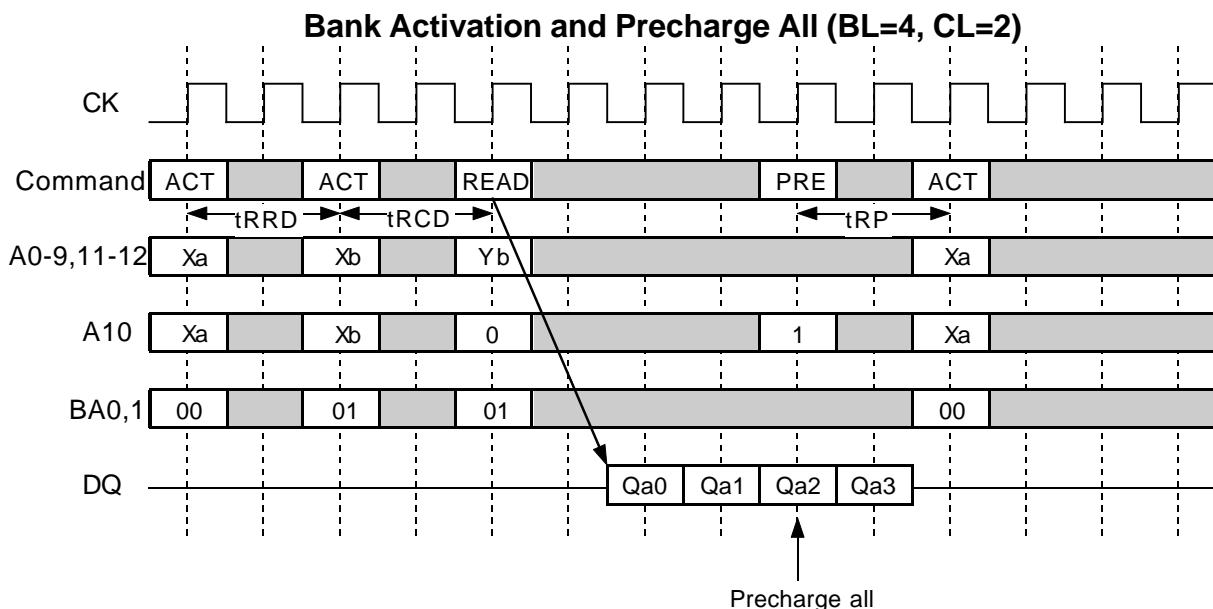 Bank Activation and Precharge All (BL=4, CL=2)
CK
Command ACT ACT READ PRE ACT
tRRD tRCD tRP
A0-9,11-12 Xa Xb Yb Xa
A10 Xa Xb 0 1 Xa
BA0,1 00 01 01 00
DQ Qa0 Qa1 Qa2 Qa3
Precharge all